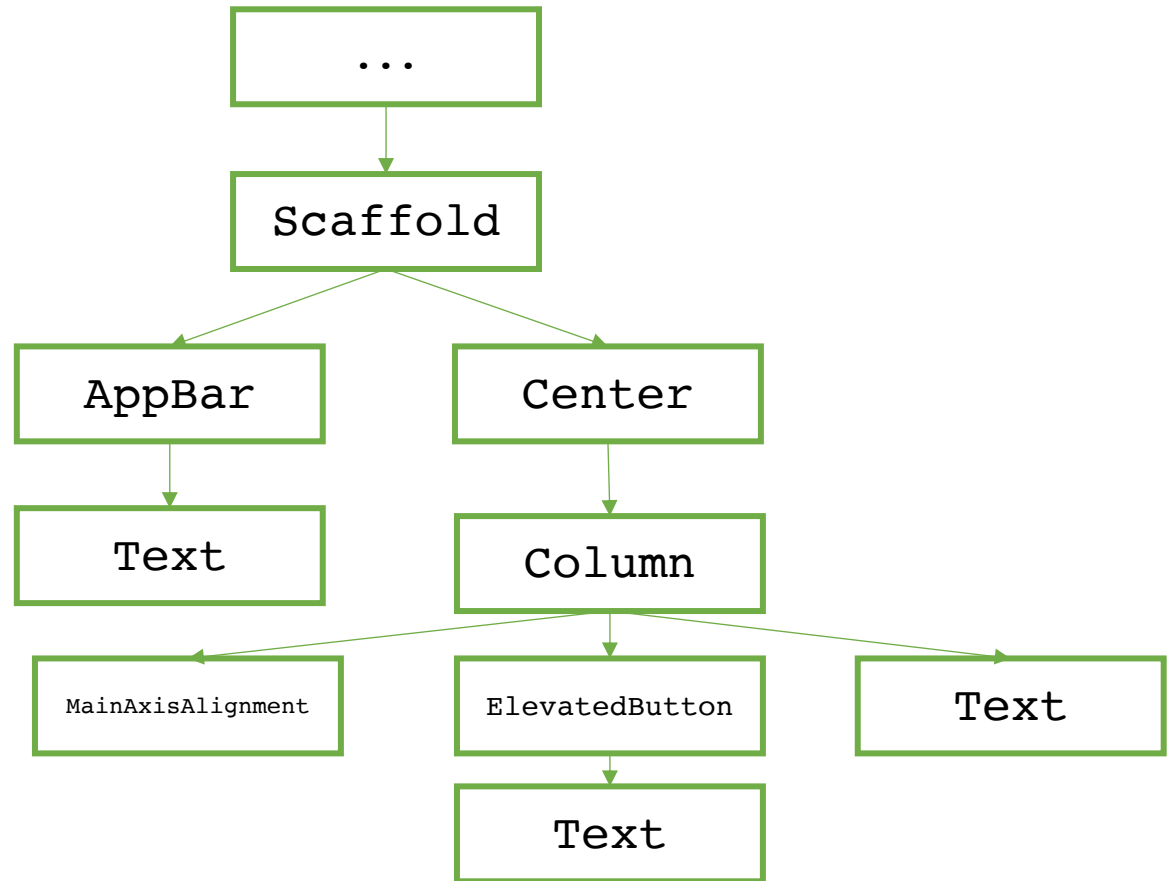 ...
Scaffold
AppBar
Center
Text
Column
MainAxisAlignment
ElevatedButton
Text
Text